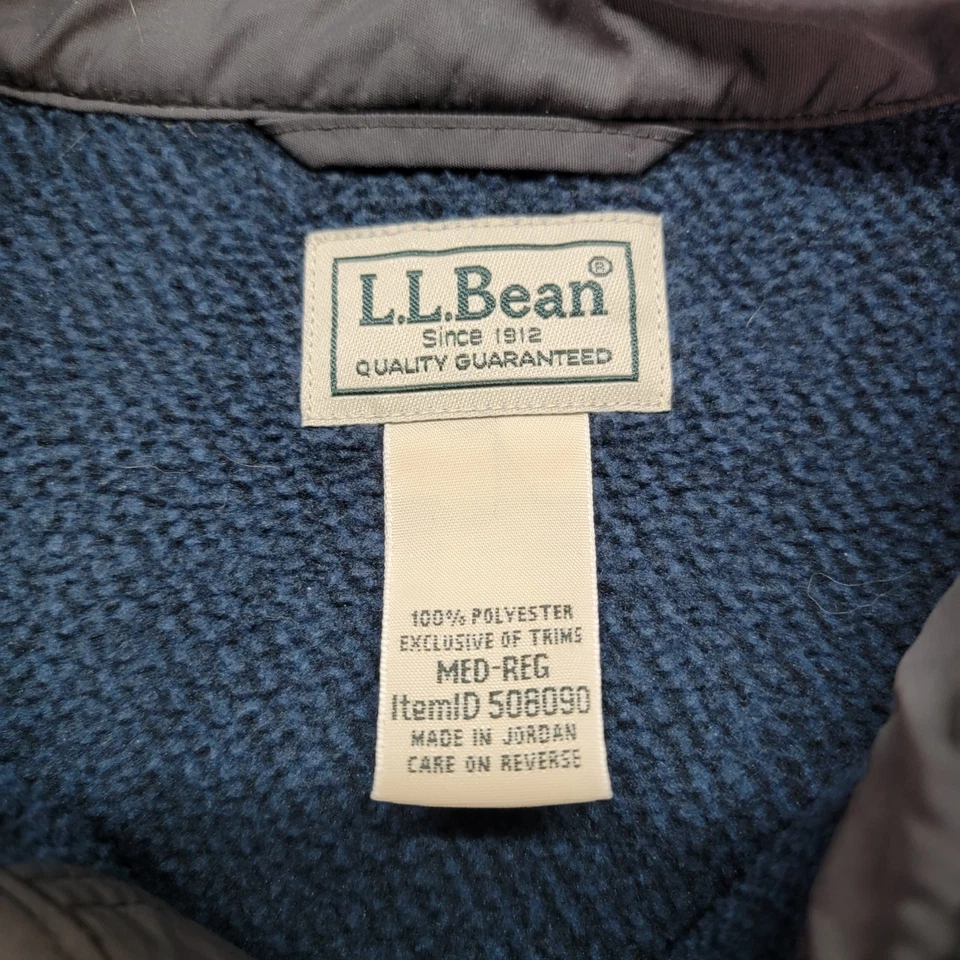 L.L.Bean®
Since 1912
QUALITY GUARANTEED
100% POLYESTER
EXCLUSIVE OF TRIMS
MED-REG
ItemID 508090
MADE IN JORDAN
CARE ON REVERSE